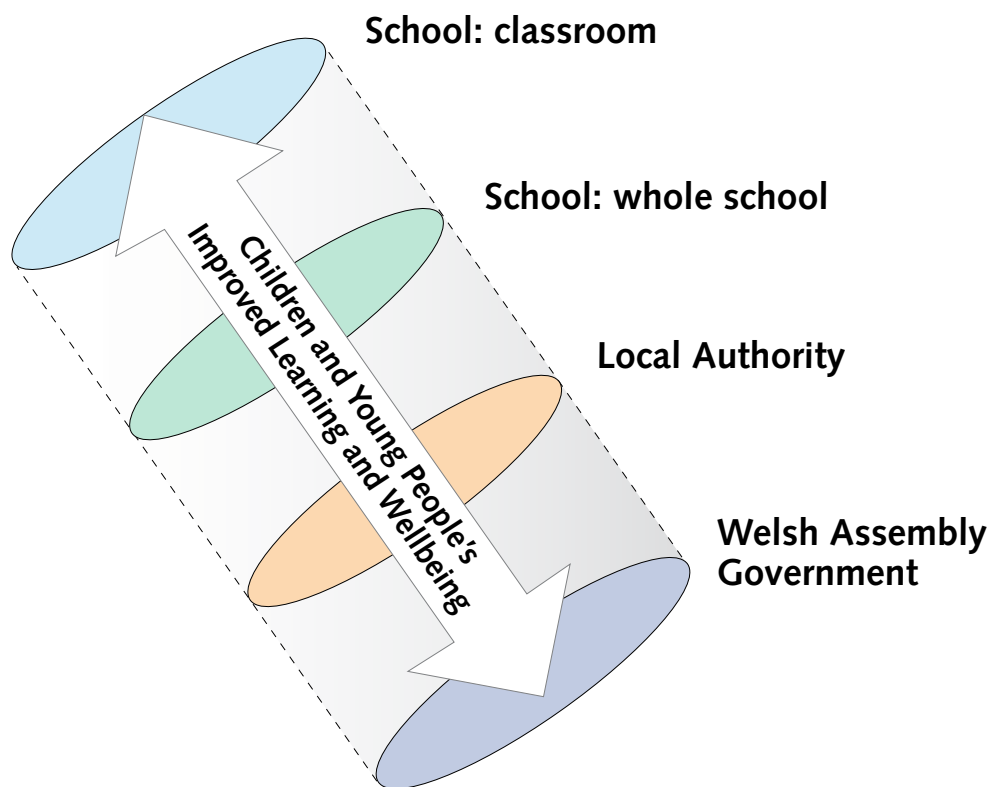 School: classroom
School: whole school
Local Authority
Welsh Assembly
Government
Children and Young People's
Improved Learning and Wellbeing